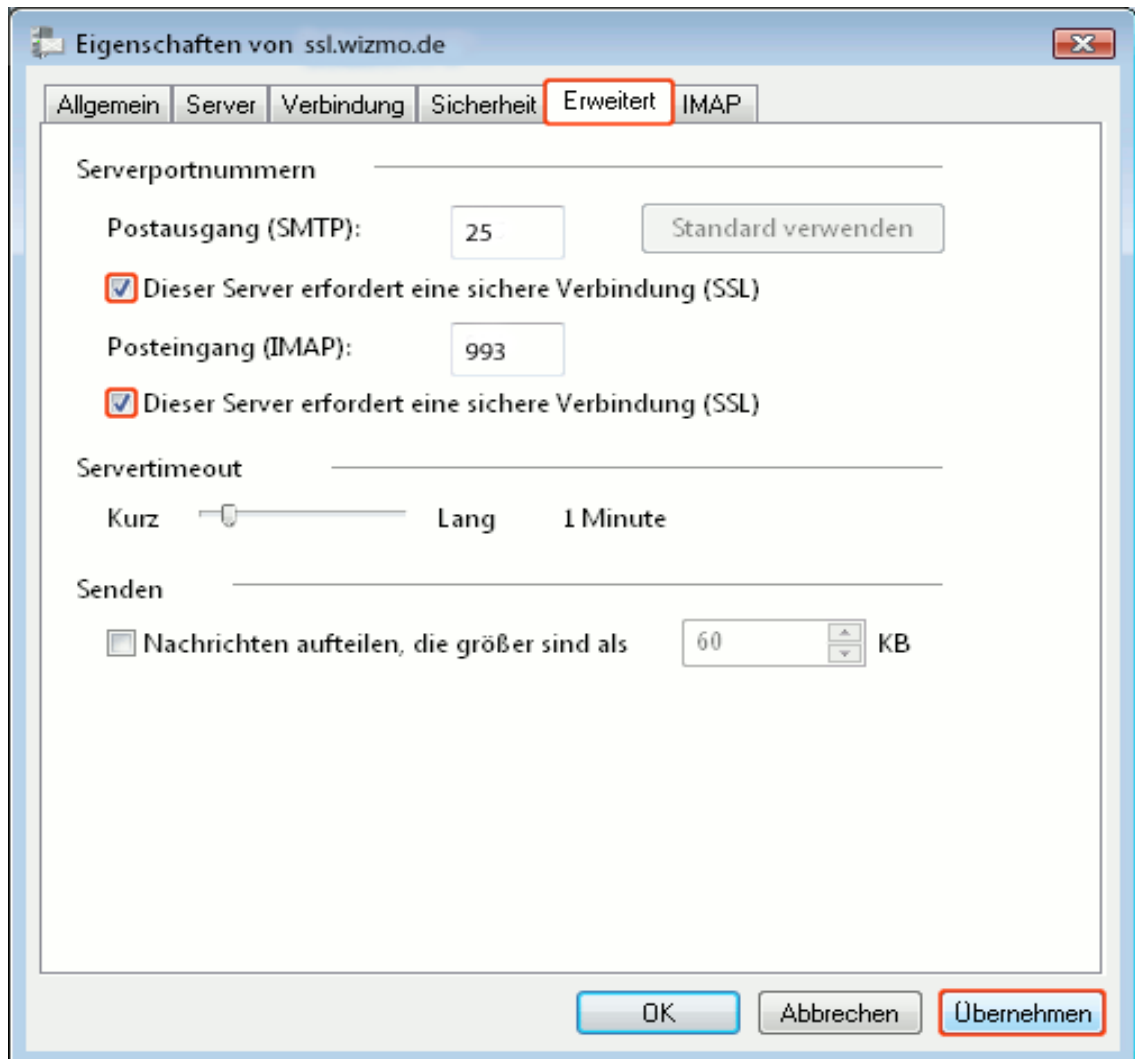 Eigenschaften von ssl.wizmo.de
Allgemein Server Verbindung Sicherheit Erweitert IMAP
Serverportnummern
Postausgang (SMTP): 25 Standard verwenden
Dieser Server erfordert eine sichere Verbindung (SSL)
Posteingang (IMAP): 993
Dieser Server erfordert eine sichere Verbindung (SSL)
Servertimeout
Kurz Lang 1 Minute
Senden
Nachrichten aufteilen, die größer sind als 60 KB
OK Abbrechen Übernehmen